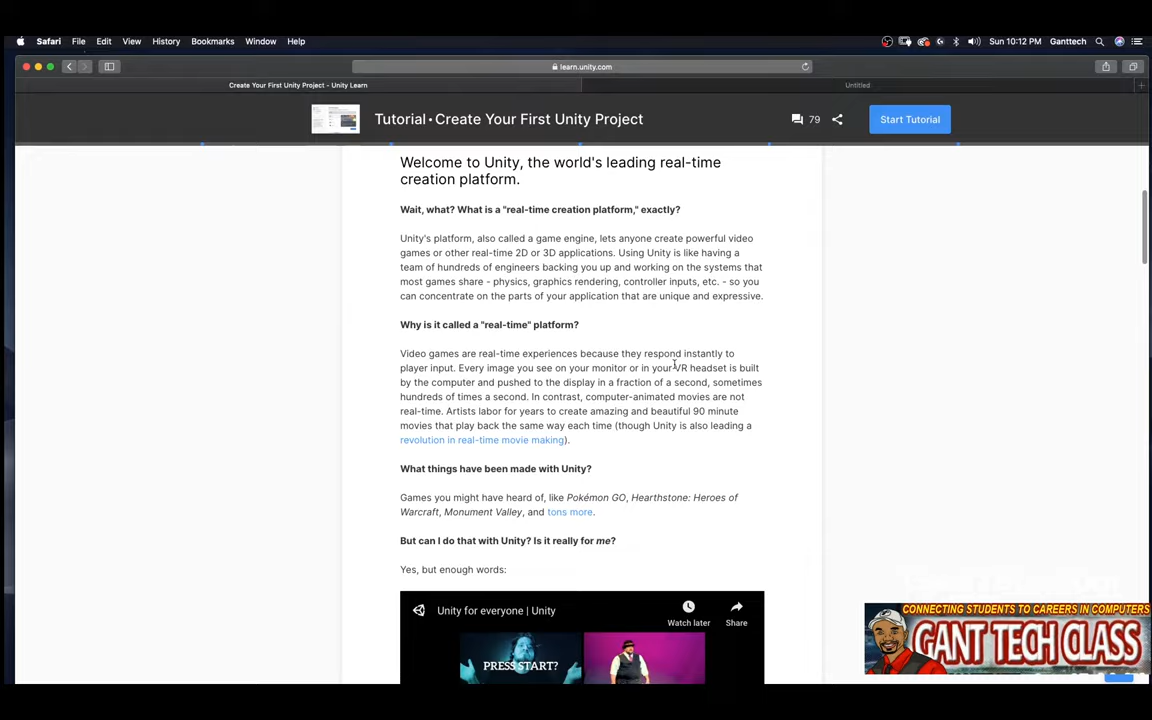 Safari File Edit View History Bookmarks Window Help Sun 10:12 PM Ganttech
learn.unity.com
Create Your First Unity Project - Unity Learn Untitled
Tutorial • Create Your First Unity Project 79 Start Tutorial
Welcome to Unity, the world's leading real-time
creation platform.
Wait, what? What is a "real-time creation platform," exactly?
Unity's platform, also called a game engine, lets anyone create powerful video
games or other real-time 2D or 3D applications. Using Unity is like having a
team of hundreds of engineers backing you up and working on the systems that
most games share - physics, graphics rendering, controller inputs, etc. - so you
can concentrate on the parts of your application that are unique and expressive.
Why is it called a "real-time" platform?
Video games are real-time experiences because they respond instantly to
player input. Every image you see on your monitor or in your VR headset is built
by the computer and pushed to the display in a fraction of a second, sometimes
hundreds of times a second. In contrast, computer-animated movies are not
real-time. Artists labor for years to create amazing and beautiful 90 minute
movies that play back the same way each time (though Unity is also leading a
revolution in real-time movie making).
What things have been made with Unity?
Games you might have heard of, like Pokémon GO, Hearthstone: Heroes of
Warcraft, Monument Valley, and tons more.
But can I do that with Unity? Is it really for me?
Yes, but enough words:
Unity for everyone | Unity
Watch later Share
PRESS START?
CONNECTING STUDENTS TO CAREERS IN COMPUTERS
GANT TECH CLASS